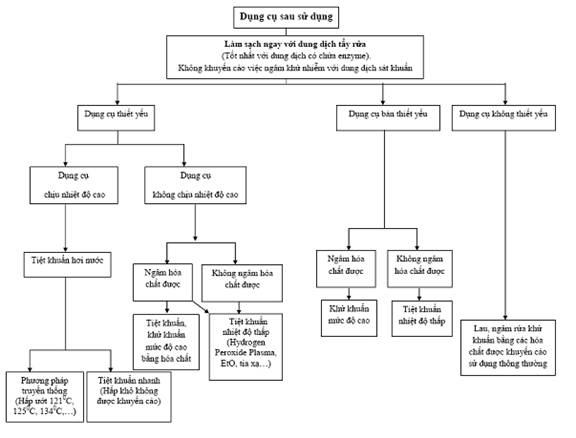 Dụng cụ sau sử dụng
Làm sạch ngay với dung dịch tẩy rửa
(Tốt nhất với dung dịch có chứa enzyme).
Không khuyến cáo việc ngâm khử nhiễm với dung dịch sát khuẩn
Dụng cụ thiết yếu
Dụng cụ bán thiết yếu
Dụng cụ không thiết yếu
Dụng cụ
chịu nhiệt độ cao
Dụng cụ
không chịu nhiệt độ cao
Tiệt khuẩn hơi nước
Ngâm hóa
chất được
Không ngâm hóa
chất được
Ngâm hóa
chất được
Không ngâm
hóa chất được
Tiệt khuẩn,
khử khuẩn
mức độ cao
bằng hóa chất
Tiệt khuẩn
nhiệt độ thấp
(Hydrogen
Peroxide Plasma,
EtO, tia xạ…)
Khử khuẩn
mức độ cao
Tiệt khuẩn
nhiệt độ thấp
Lau, ngâm rửa khử
khuẩn bằng các hóa
chất được khuyến cáo
sử dụng thông thường
Phương pháp
truyền thống
(Hấp ướt 121⁰C,
125⁰C, 134⁰C,…)
Tiệt khuẩn nhanh
(Hấp khô không
được khuyến cáo)